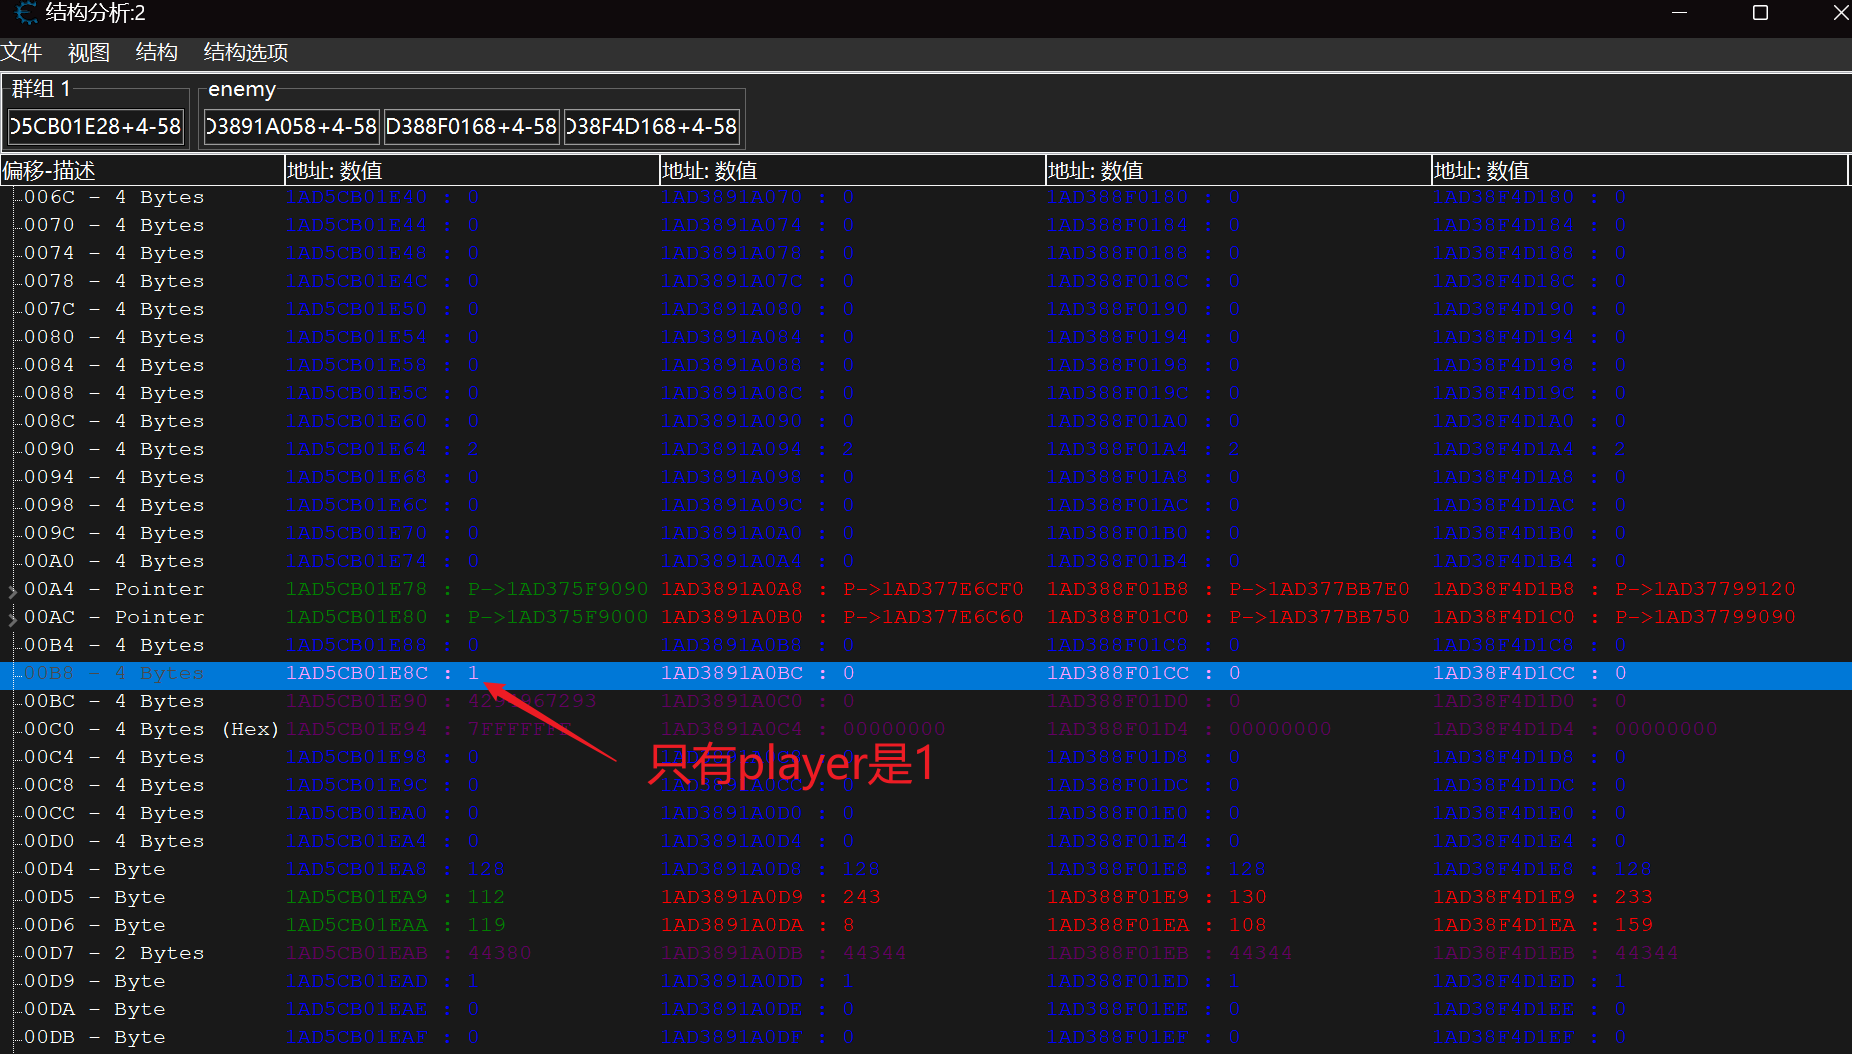 结构分析:2
文件 视图 结构 结构选项
群组 1 enemy
D5CB01E28+4-58 D3891A058+4-58 D388F0168+4-58 D38F4D168+4-58
偏移-描述 地址: 数值 地址: 数值 地址: 数值 地址: 数值
006C - 4 Bytes 1AD5CB01E40 : 0 1AD3891A070 : 0 1AD388F0180 : 0 1AD38F4D180 : 0
0070 - 4 Bytes 1AD5CB01E44 : 0 1AD3891A074 : 0 1AD388F0184 : 0 1AD38F4D184 : 0
0074 - 4 Bytes 1AD5CB01E48 : 0 1AD3891A078 : 0 1AD388F0188 : 0 1AD38F4D188 : 0
0078 - 4 Bytes 1AD5CB01E4C : 0 1AD3891A07C : 0 1AD388F018C : 0 1AD38F4D18C : 0
007C - 4 Bytes 1AD5CB01E50 : 0 1AD3891A080 : 0 1AD388F0190 : 0 1AD38F4D190 : 0
0080 - 4 Bytes 1AD5CB01E54 : 0 1AD3891A084 : 0 1AD388F0194 : 0 1AD38F4D194 : 0
0084 - 4 Bytes 1AD5CB01E58 : 0 1AD3891A088 : 0 1AD388F0198 : 0 1AD38F4D198 : 0
0088 - 4 Bytes 1AD5CB01E5C : 0 1AD3891A08C : 0 1AD388F019C : 0 1AD38F4D19C : 0
008C - 4 Bytes 1AD5CB01E60 : 0 1AD3891A090 : 0 1AD388F01A0 : 0 1AD38F4D1A0 : 0
0090 - 4 Bytes 1AD5CB01E64 : 2 1AD3891A094 : 2 1AD388F01A4 : 2 1AD38F4D1A4 : 2
0094 - 4 Bytes 1AD5CB01E68 : 0 1AD3891A098 : 0 1AD388F01A8 : 0 1AD38F4D1A8 : 0
0098 - 4 Bytes 1AD5CB01E6C : 0 1AD3891A09C : 0 1AD388F01AC : 0 1AD38F4D1AC : 0
009C - 4 Bytes 1AD5CB01E70 : 0 1AD3891A0A0 : 0 1AD388F01B0 : 0 1AD38F4D1B0 : 0
00A0 - 4 Bytes 1AD5CB01E74 : 0 1AD3891A0A4 : 0 1AD388F01B4 : 0 1AD38F4D1B4 : 0
00A4 - Pointer 1AD5CB01E78 : P->1AD375F9090 1AD3891A0A8 : P->1AD377E6CF0 1AD388F01B8 : P->1AD377BB7E0 1AD38F4D1B8 : P->1AD37799120
00AC - Pointer 1AD5CB01E80 : P->1AD375F9000 1AD3891A0B0 : P->1AD377E6C60 1AD388F01C0 : P->1AD377BB750 1AD38F4D1C0 : P->1AD37799090
00B4 - 4 Bytes 1AD5CB01E88 : 0 1AD3891A0B8 : 0 1AD388F01C8 : 0 1AD38F4D1C8 : 0
00B8 - 4 Bytes 1AD5CB01E8C : 1 1AD3891A0BC : 0 1AD388F01CC : 0 1AD38F4D1CC : 0
00BC - 4 Bytes 1AD5CB01E90 : 1AD3891A0C0 : 0 1AD388F01D0 : 0 1AD38F4D1D0 : 0
00C0 - 4 Bytes (Hex) 1AD5CB01E94 : 7FFFFFFF 1AD3891A0C4 : 00000000 1AD388F01D4 : 00000000 1AD38F4D1D4 : 00000000
只有player是1
00C4 - 4 Bytes 1AD5CB01E98 : 0 0 1AD388F01D8 : 0 1AD38F4D1D8 : 0
00C8 - 4 Bytes 1AD5CB01E9C : 0 0 1AD388F01DC : 0 1AD38F4D1DC : 0
00CC - 4 Bytes 1AD5CB01EA0 : 0 1AD3891A0D0 : 0 1AD388F01E0 : 0 1AD38F4D1E0 : 0
00D0 - 4 Bytes 1AD5CB01EA4 : 0 1AD3891A0D4 : 0 1AD388F01E4 : 0 1AD38F4D1E4 : 0
00D4 - Byte 1AD5CB01EA8 : 128 1AD3891A0D8 : 128 1AD388F01E8 : 128 1AD38F4D1E8 : 128
00D5 - Byte 1AD5CB01EA9 : 112 1AD3891A0D9 : 243 1AD388F01E9 : 130 1AD38F4D1E9 : 233
00D6 - Byte 1AD5CB01EAA : 119 1AD3891A0DA : 8 1AD388F01EA : 108 1AD38F4D1EA : 159
00D7 - 2 Bytes 1AD5CB01EAB : 44380 1AD3891A0DB : 44344 1AD388F01EB : 44344 1AD38F4D1EB : 44344
00D9 - Byte 1AD5CB01EAD : 1 1AD3891A0DD : 1 1AD388F01ED : 1 1AD38F4D1ED : 1
00DA - Byte 1AD5CB01EAE : 0 1AD3891A0DE : 0 1AD388F01EE : 0 1AD38F4D1EE : 0
00DB - Byte 1AD5CB01EAF : 0 1AD3891A0DF : 0 1AD388F01EF : 0 1AD38F4D1EF : 0